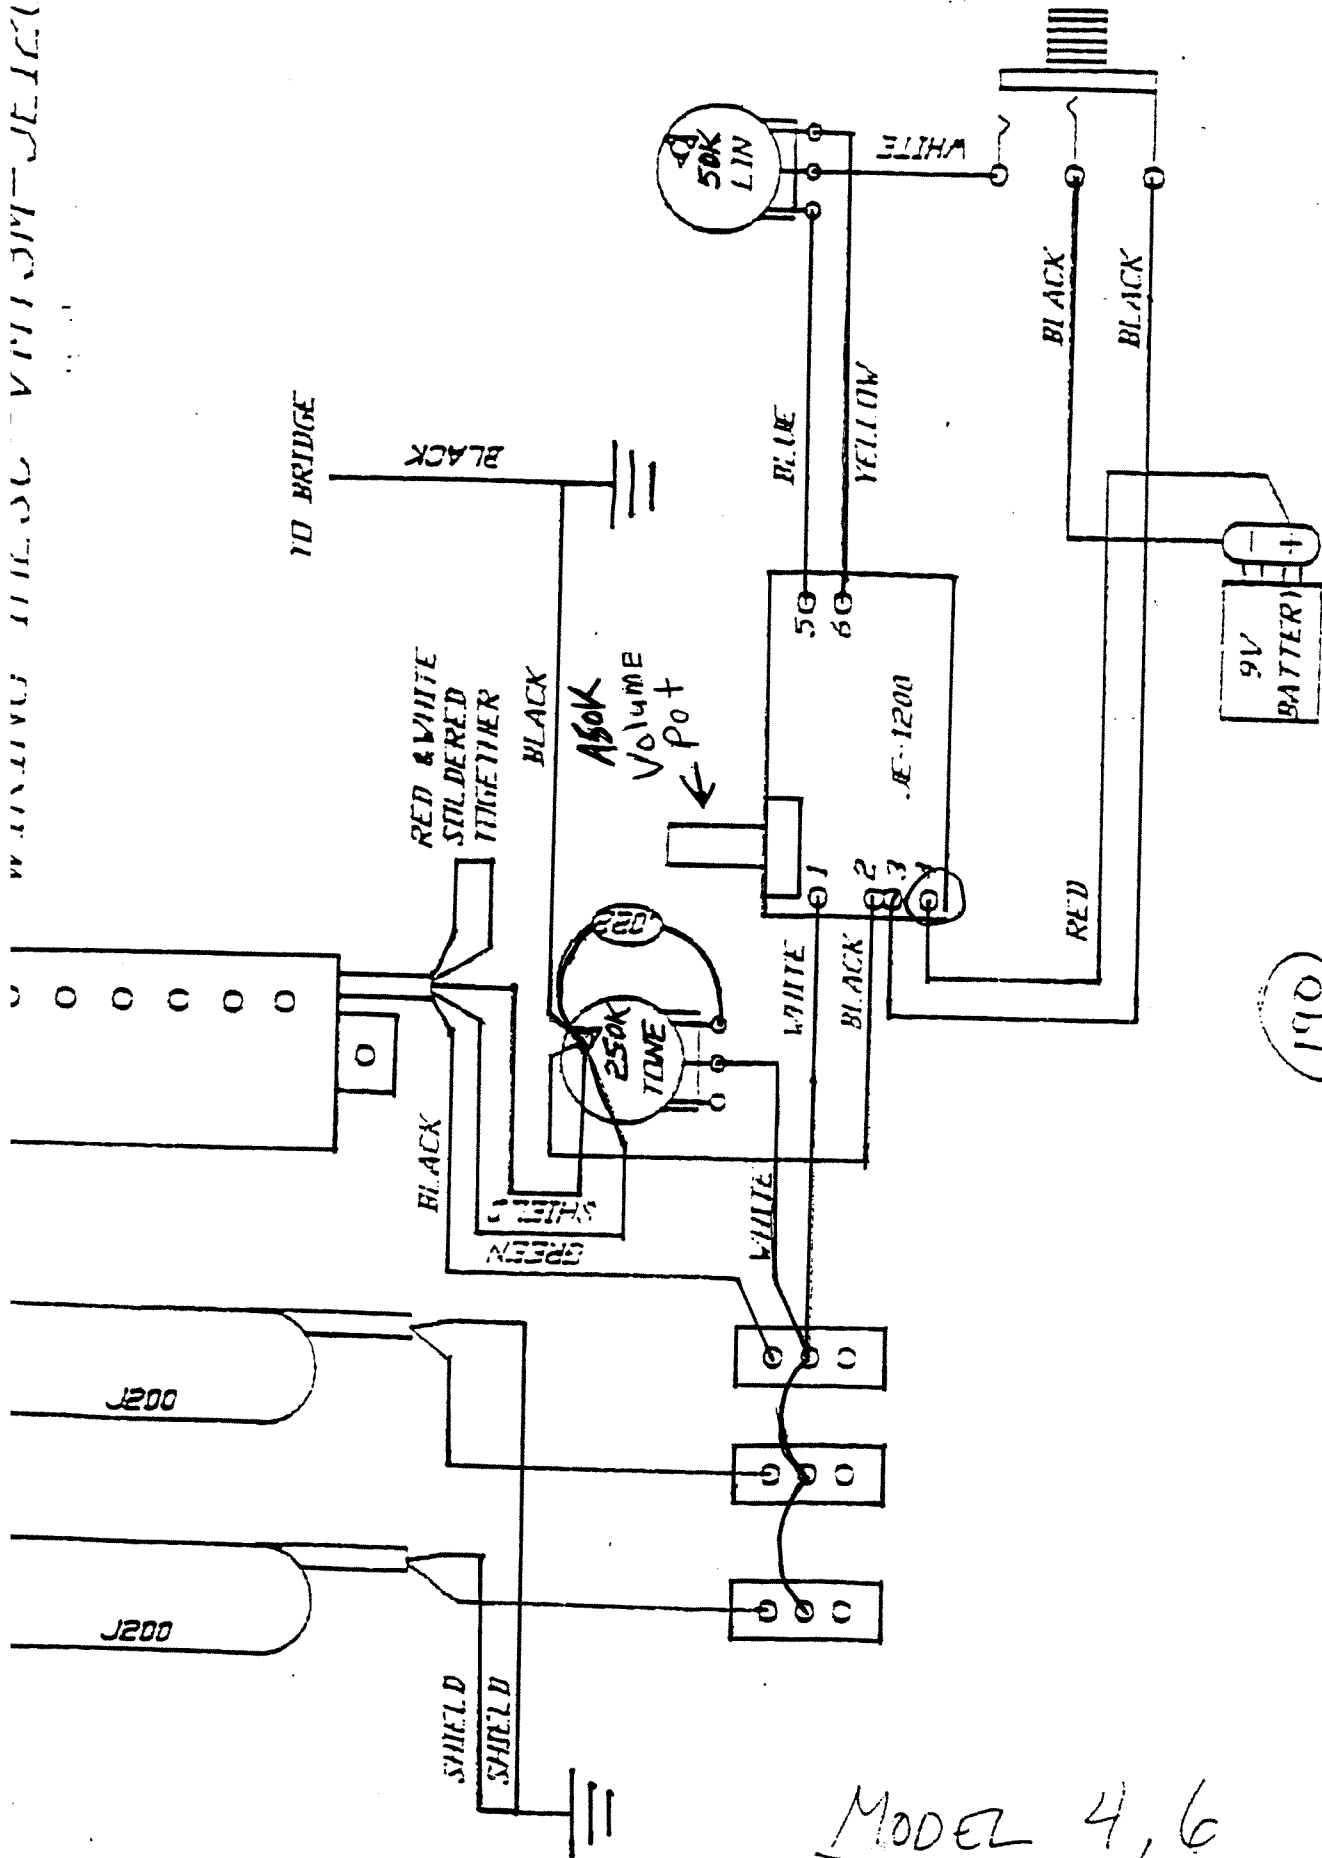 WHITE
50K
LIN
BLACK
BLACK
BLUE
YELLOW
TO BRIDGE
BLACK
RED & WHITE
SOLDERED
TOGETHER
BLACK
A50K
Volume
Pot
5
6
JE-1200
1
2
3
4
9V
BATTERY
-
+
RED
WHITE
BLACK
.022
250K
TONE
BLACK
SHIELD
GREEN
WHITE
J200
J200
SHIELD
SHIELD
MODEL 4,6